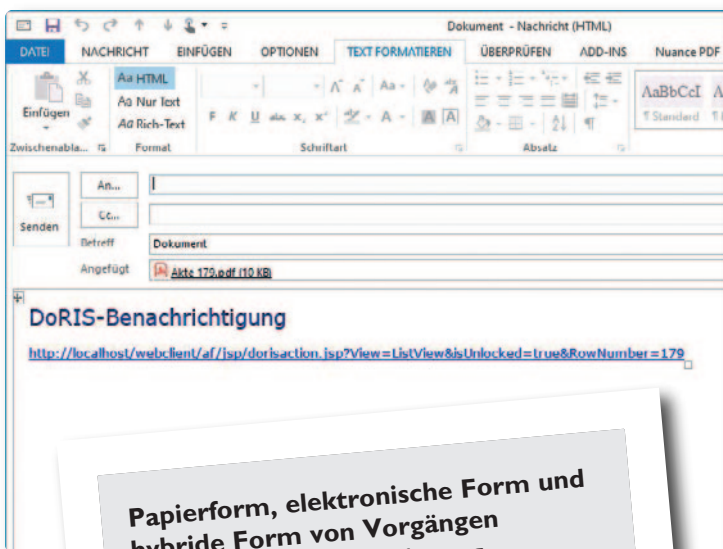 Dokument - Nachricht (HTML)
DATEI NACHRICHT EINFÜGEN OPTIONEN TEXT FORMATIEREN ÜBERPRÜFEN ADD-INS Nuance PDF
Einfügen
Aa HTML
Aa Nur Text
Aa Rich-Text
F K U abc x, x²
AaBbCcI A
¶ Standard
Zwischenabla... Format Schriftart Absatz
Senden
An...
Cc...
Betreff Dokument
Angefügt Akte 179.pdf (10 KB)
DoRIS-Benachrichtigung
http://localhost/webclient/af/jsp/dorisaction.jsp?View=ListView&isUnlocked=true&RowNumber=179
Papierform, elektronische Form und
hybride Form von Vorgängen